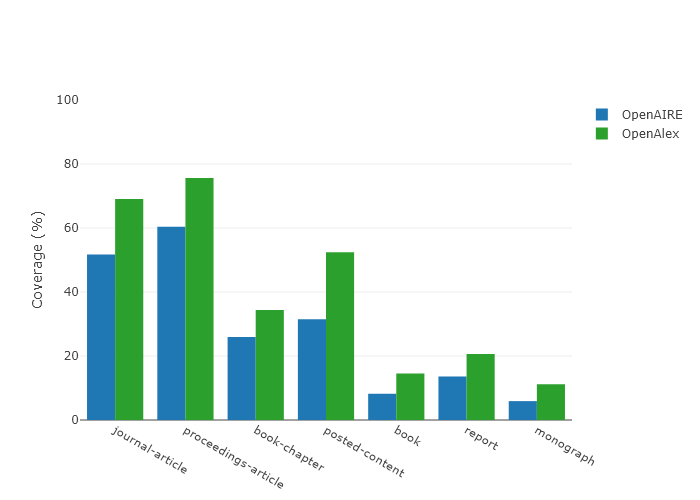 100
80
60
40
20
0
Coverage (%)
journal-article
proceedings-article
book-chapter
posted-content
book
report
monograph
OpenAIRE
OpenAlex